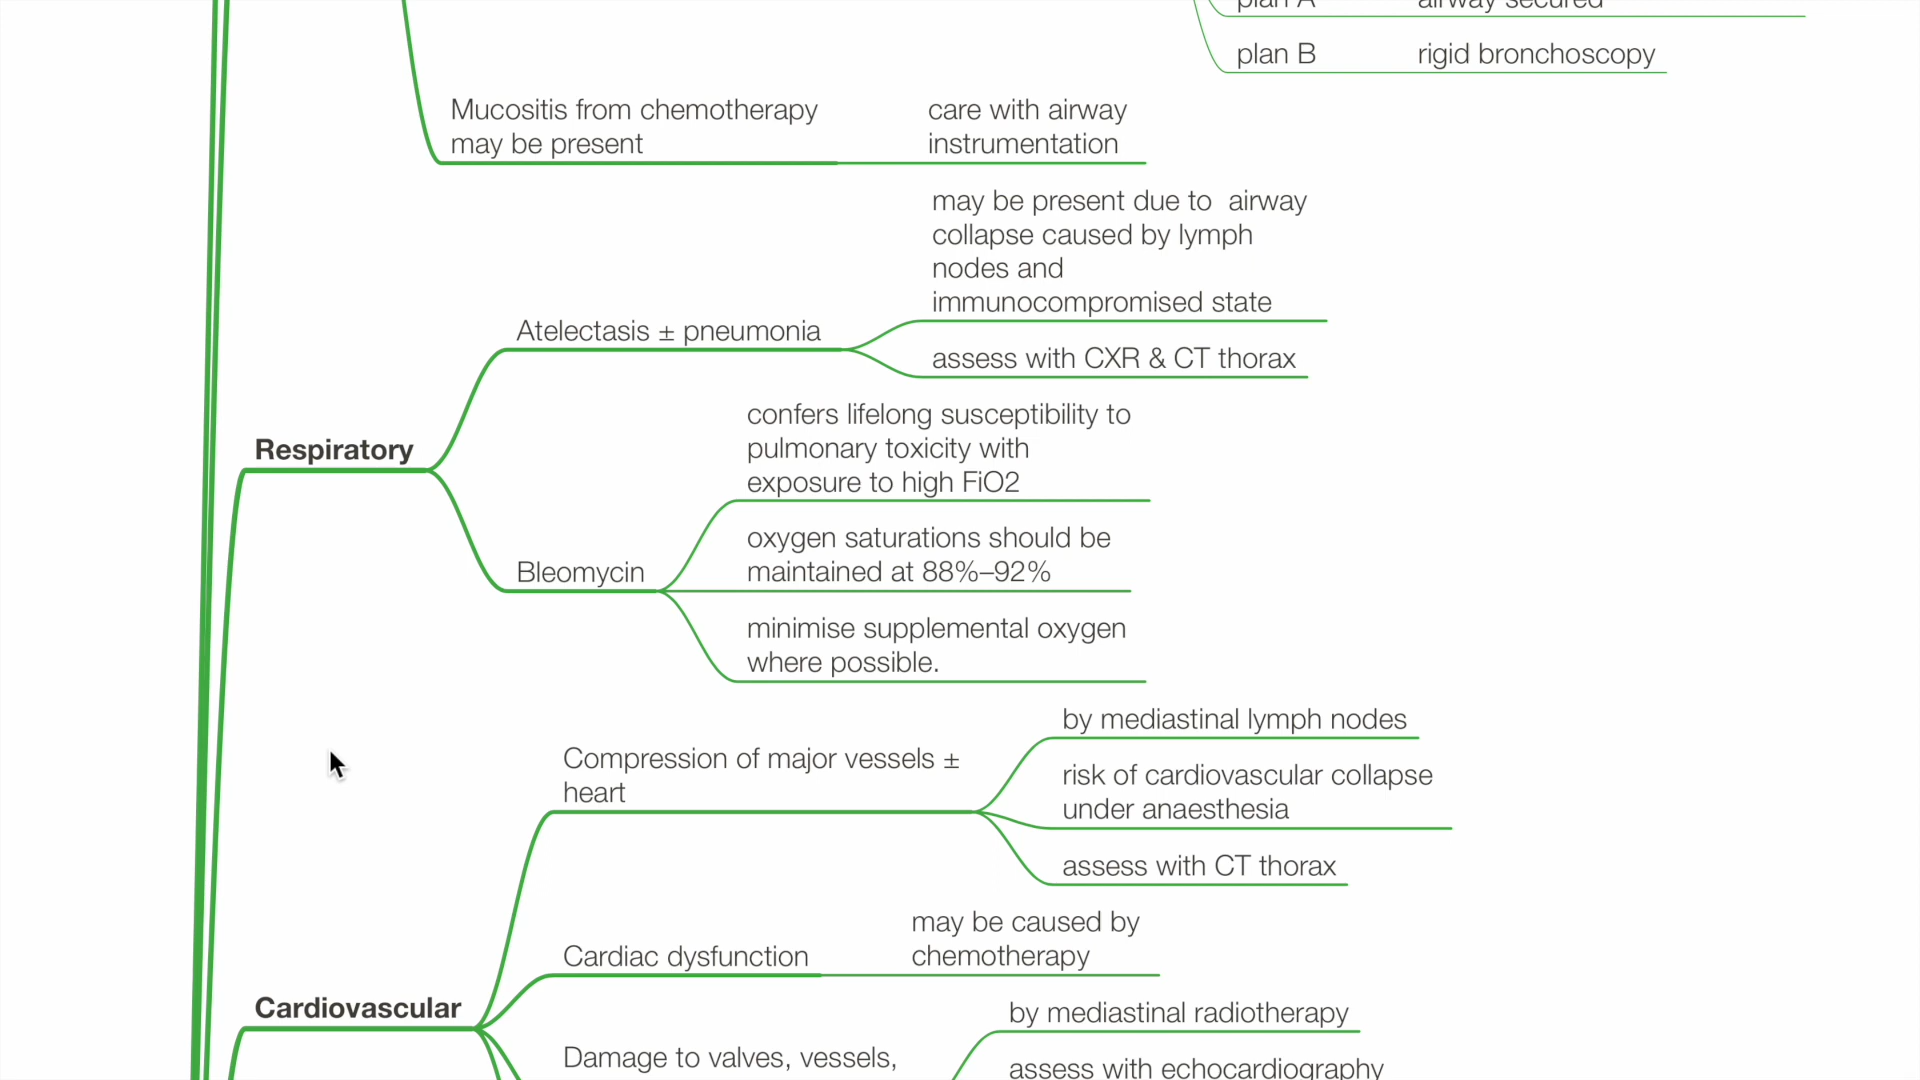 plan A airway secured
plan B rigid bronchoscopy
Mucositis from chemotherapy
may be present
care with airway
instrumentation
Respiratory
Atelectasis ± pneumonia
may be present due to  airway
collapse caused by lymph
nodes and
immunocompromised state
assess with CXR & CT thorax
Bleomycin
confers lifelong susceptibility to
pulmonary toxicity with
exposure to high FiO2
oxygen saturations should be
maintained at 88%–92%
minimise supplemental oxygen
where possible.
Cardiovascular
Compression of major vessels ±
heart
by mediastinal lymph nodes
risk of cardiovascular collapse
under anaesthesia
assess with CT thorax
Cardiac dysfunction
may be caused by
chemotherapy
Damage to valves, vessels,
by mediastinal radiotherapy
assess with echocardiography